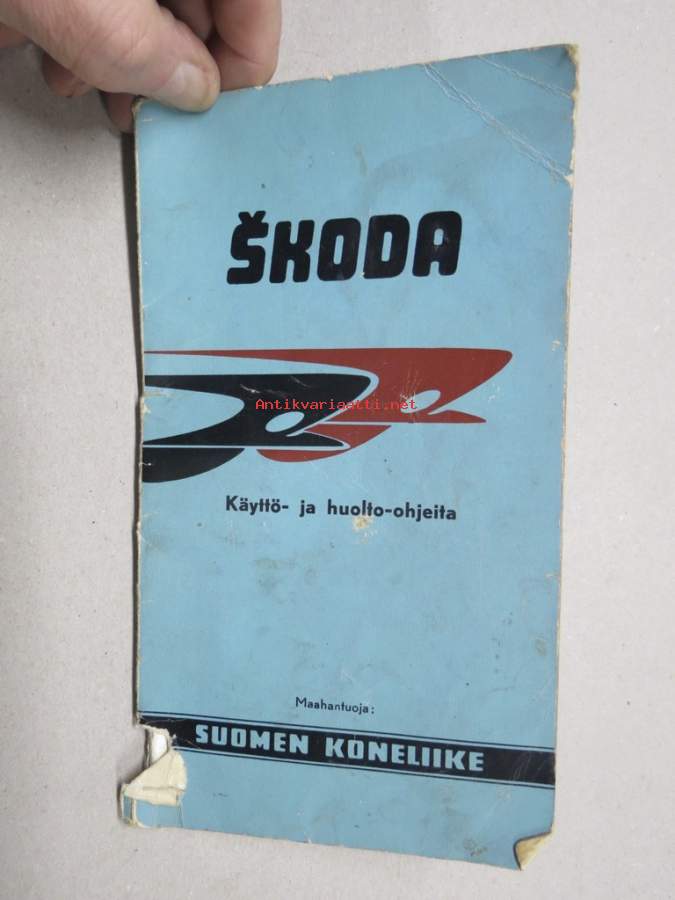 ŠKODA
Antikvariaatti.net
Käyttö- ja huolto-ohjeita
Maahantuoja:
SUOMEN KONELIIKE